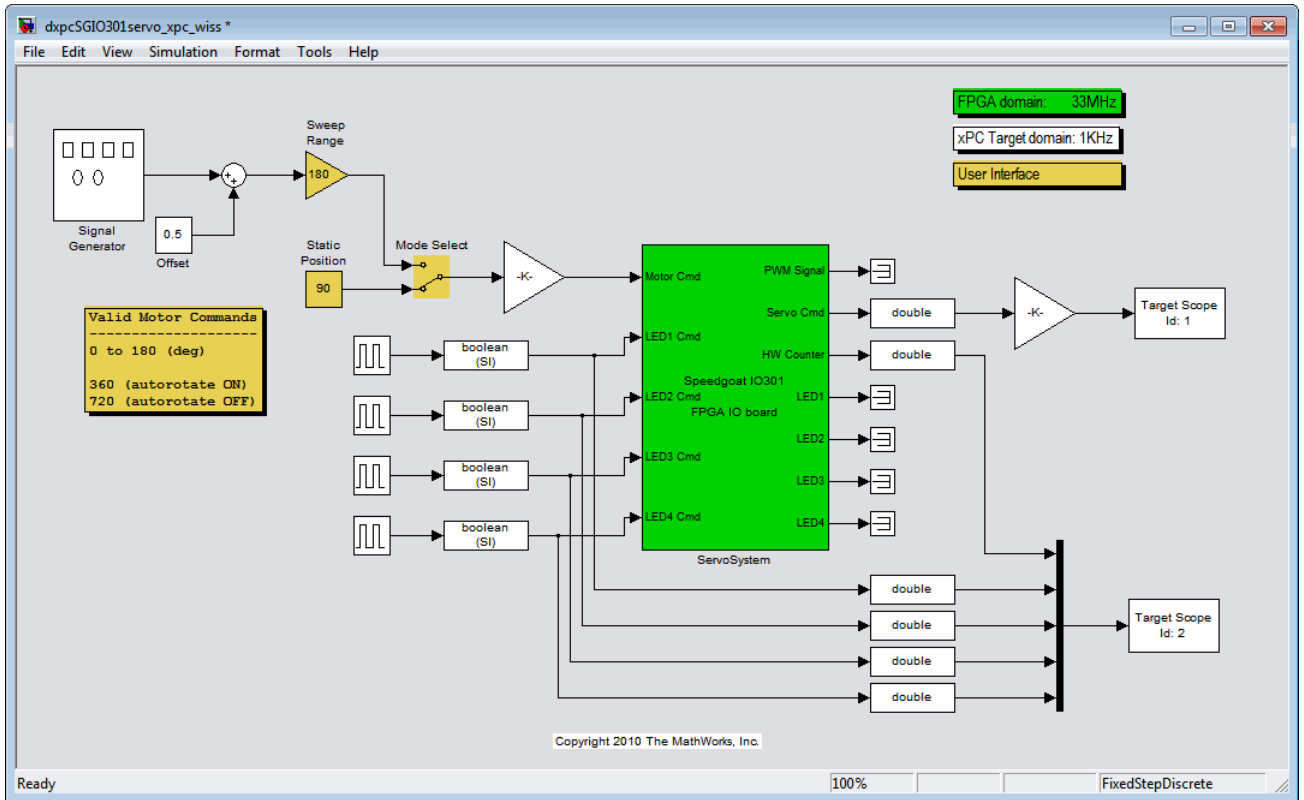 dxpcSGIO301servo_xpc_wiss *
File Edit View Simulation Format Tools Help
FPGA domain: 33MHz
xPC Target domain: 1KHz
User Interface
Sweep
Range
180
Signal
Generator
0.5
Offset
Static
Position
90
Mode Select
-K-
Valid Motor Commands
--------------------
0 to 180 (deg)
360 (autorotate ON)
720 (autorotate OFF)
boolean
(SI)
boolean
(SI)
boolean
(SI)
boolean
(SI)
Motor Cmd
LED1 Cmd
LED2 Cmd
LED3 Cmd
LED4 Cmd
Speedgoat IO301
FPGA IO board
PWM Signal
Servo Cmd
HW Counter
LED1
LED2
LED3
LED4
ServoSystem
double
double
-K-
Target Scope
Id: 1
double
double
double
double
Target Scope
Id: 2
Copyright 2010 The MathWorks, Inc.
Ready
100%
FixedStepDiscrete